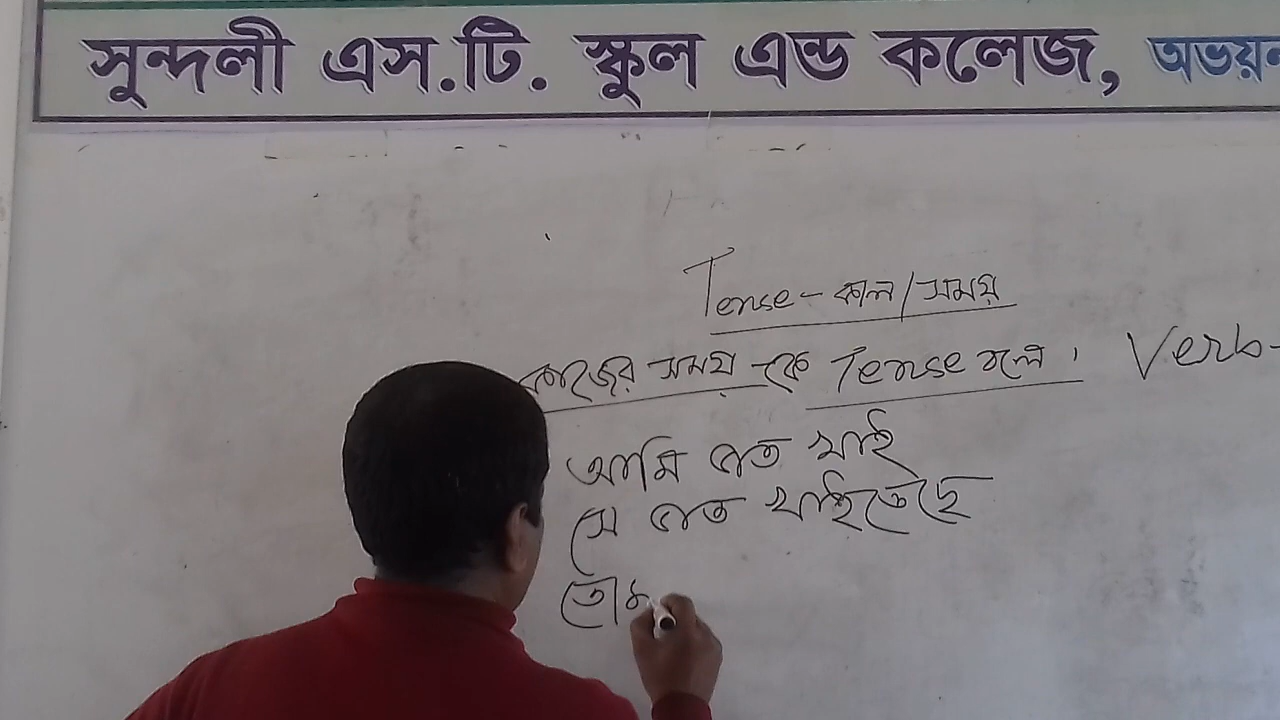 সুন্দলী এস.টি. স্কুল এন্ড কলেজ, অভয়ন
Tense - কাল/সময়
কাজের সময় কে Tense বলে। Verb-
আমি ভাত খাই
সে ভাত খাইতেছে
তোম